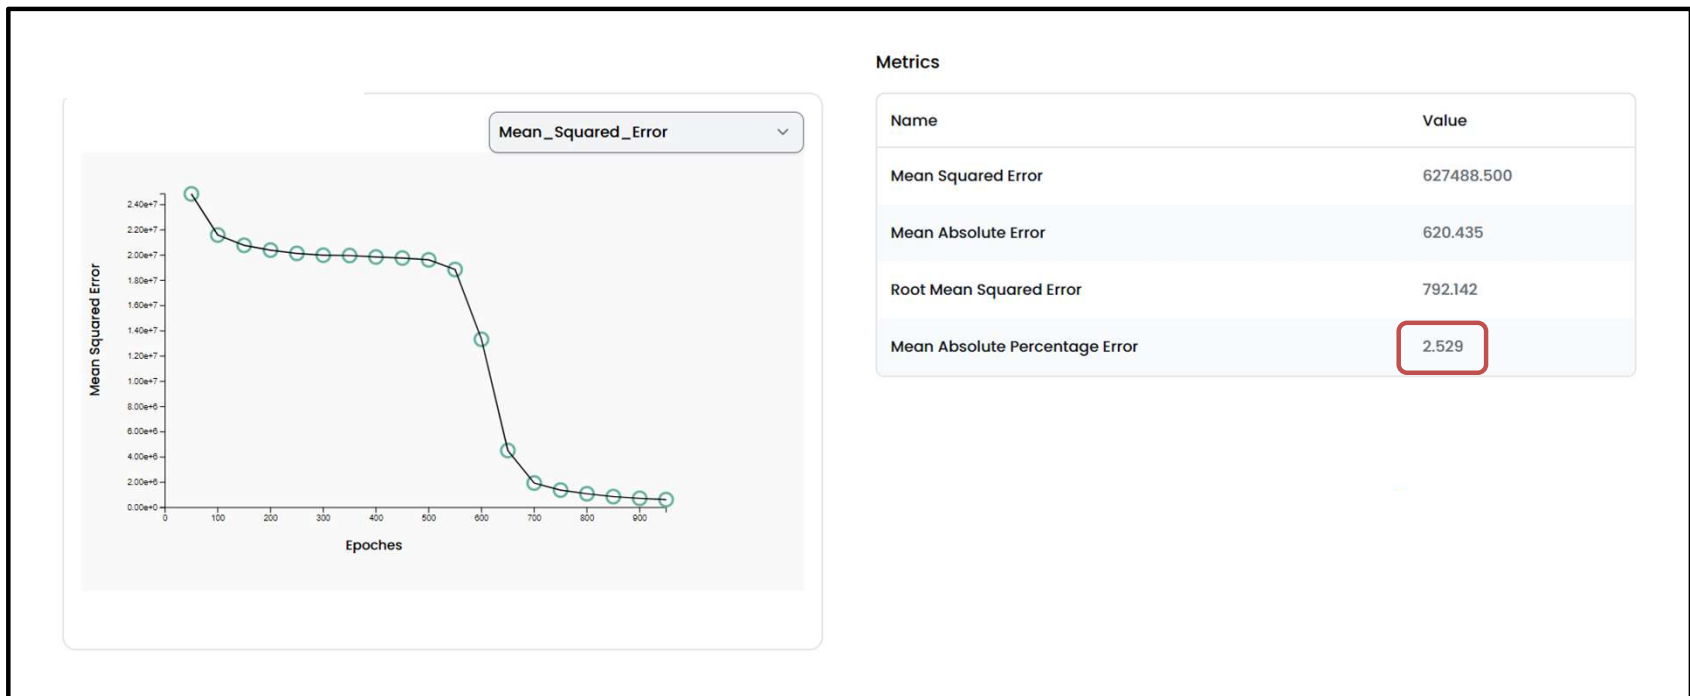 Metrics
Mean_Squared_Error
Name Value
Mean Squared Error 627488.500
Mean Absolute Error 620.435
Root Mean Squared Error 792.142
Mean Absolute Percentage Error 2.529
Mean Squared Error
2.40e+7
2.20e+7
2.00e+7
1.80e+7
1.60e+7
1.40e+7
1.20e+7
1.00e+7
8.00e+6
6.00e+6
4.00e+6
2.00e+6
0.00e+0
0 100 200 300 400 500 600 700 800 900
Epoches